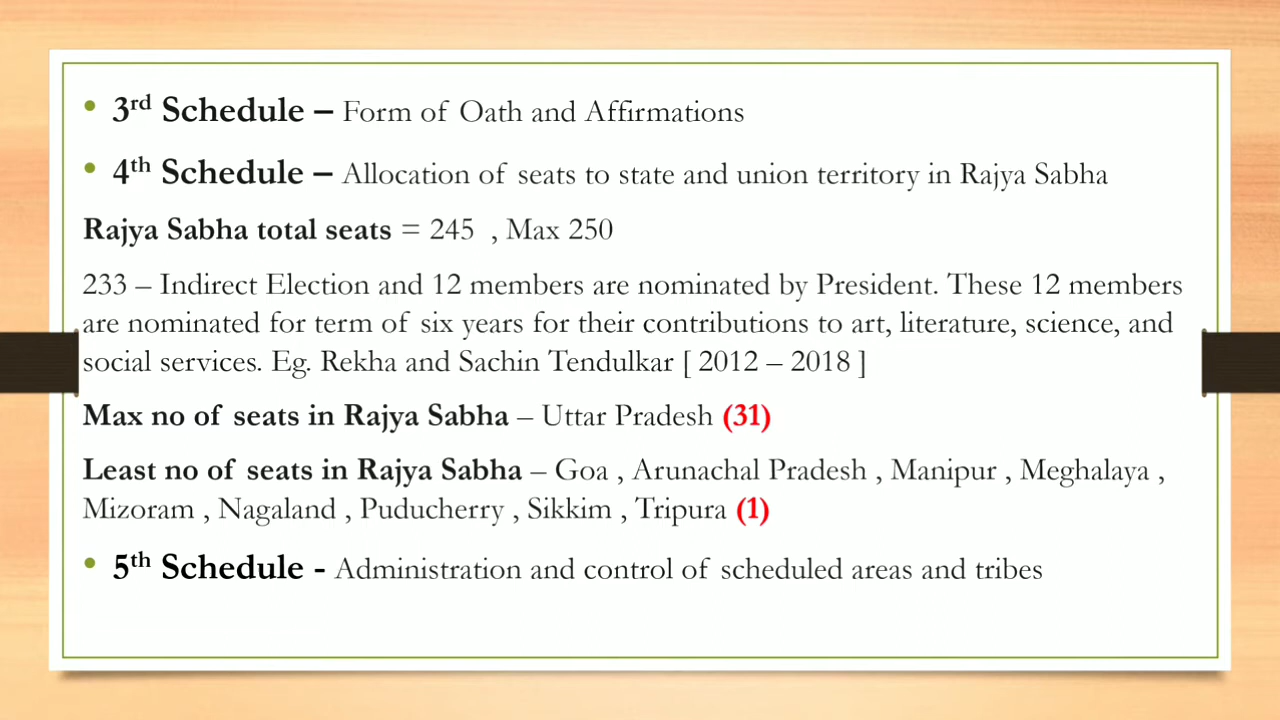 • 3rd Schedule – Form of Oath and Affirmations
• 4th Schedule – Allocation of seats to state and union territory in Rajya Sabha
Rajya Sabha total seats = 245 , Max 250
233 – Indirect Election and 12 members are nominated by President. These 12 members
are nominated for term of six years for their contributions to art, literature, science, and
social services. Eg. Rekha and Sachin Tendulkar [ 2012 – 2018 ]
Max no of seats in Rajya Sabha – Uttar Pradesh (31)
Least no of seats in Rajya Sabha – Goa , Arunachal Pradesh , Manipur , Meghalaya ,
Mizoram , Nagaland , Puducherry , Sikkim , Tripura (1)
• 5th Schedule - Administration and control of scheduled areas and tribes